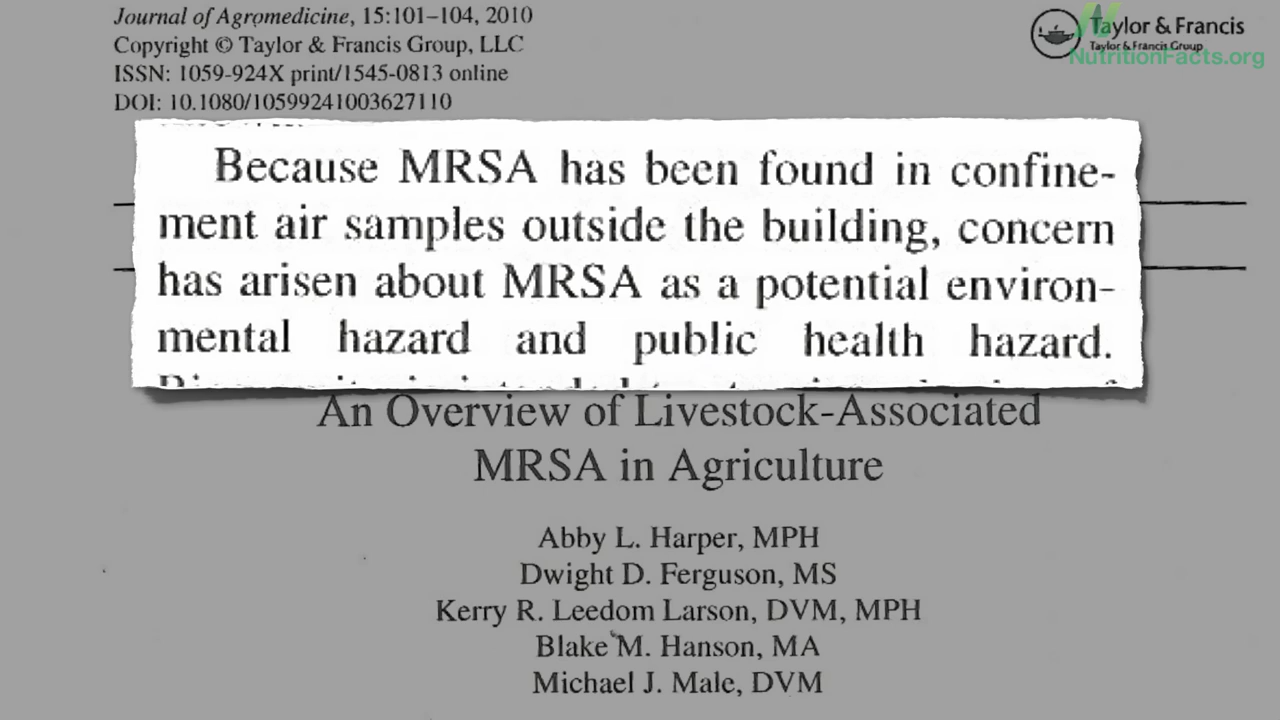 Journal of Agromedicine, 15:101–104, 2010
Copyright © Taylor & Francis Group, LLC
ISSN: 1059-924X print/1545-0813 online
DOI: 10.1080/10599241003627110
Taylor & Francis
Taylor & Francis Group
NutritionFacts.org
Because MRSA has been found in confine-
ment air samples outside the building, concern
has arisen about MRSA as a potential environ-
mental hazard and public health hazard.
An Overview of Livestock-Associated
MRSA in Agriculture
Abby L. Harper, MPH
Dwight D. Ferguson, MS
Kerry R. Leedom Larson, DVM, MPH
Blake M. Hanson, MA
Michael J. Male, DVM